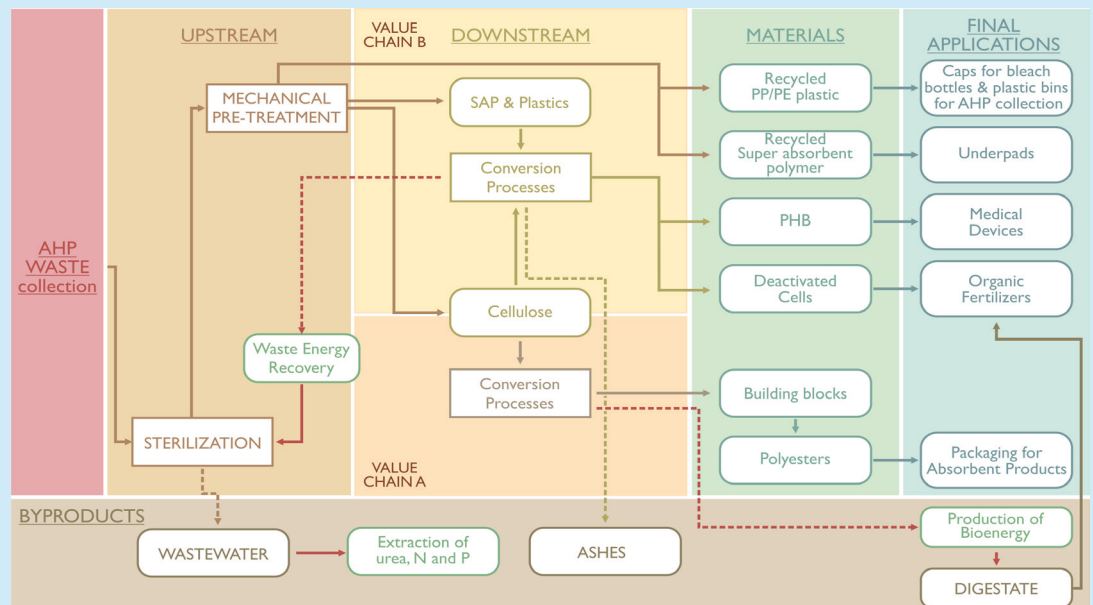 UPSTREAM
VALUE
CHAIN B
DOWNSTREAM
MATERIALS
FINAL
APPLICATIONS
AHP
WASTE
collection
MECHANICAL
PRE-TREATMENT
STERILIZATION
Waste Energy
Recovery
SAP & Plastics
Conversion
Processes
Cellulose
Conversion
Processes
VALUE
CHAIN A
Recycled
PP/PE plastic
Recycled
Super absorbent
polymer
PHB
Deactivated
Cells
Building blocks
Polyesters
Caps for bleach
bottles & plastic bins
for AHP collection
Underpads
Medical
Devices
Organic
Fertilizers
Packaging for
Absorbent Products
BYPRODUCTS
WASTEWATER
Extraction of
urea, N and P
ASHES
Production of
Bioenergy
DIGESTATE